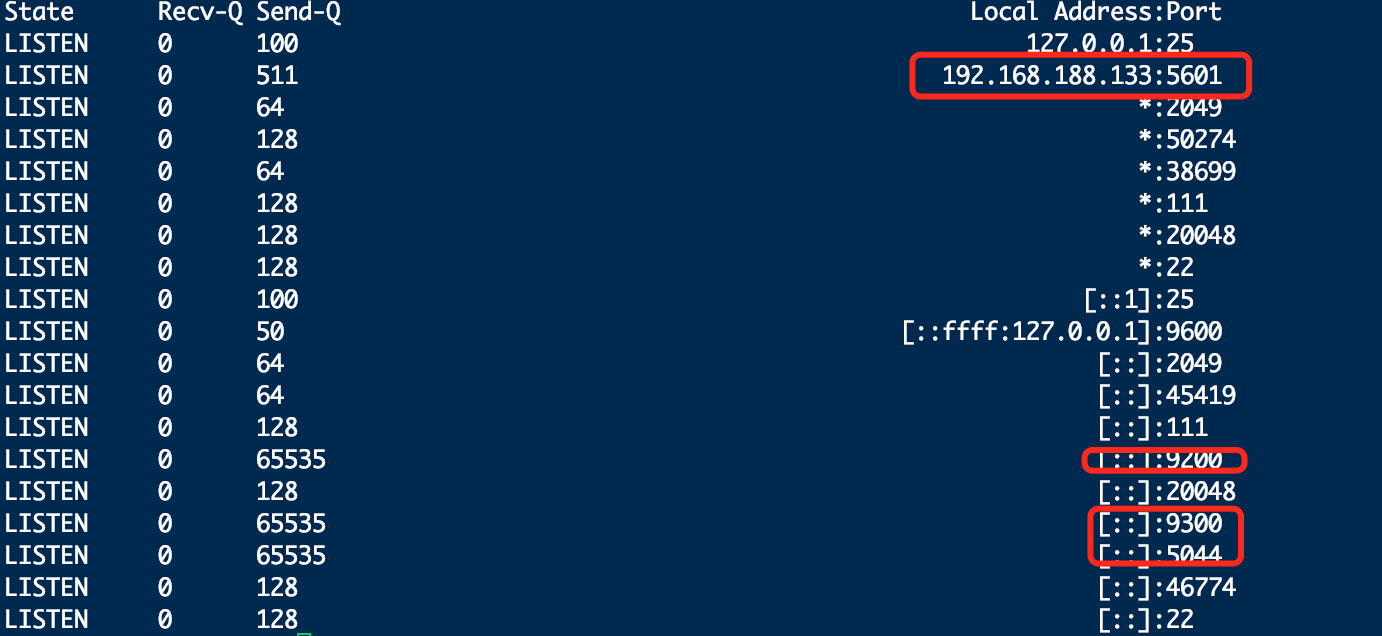 State Recv-Q Send-Q Local Address:Port
LISTEN 0 100 127.0.0.1:25
LISTEN 0 511 192.168.188.133:5601
LISTEN 0 64 *:2049
LISTEN 0 128 *:50274
LISTEN 0 64 *:38699
LISTEN 0 128 *:111
LISTEN 0 128 *:20048
LISTEN 0 128 *:22
LISTEN 0 100 [::1]:25
LISTEN 0 50 [::ffff:127.0.0.1]:9600
LISTEN 0 64 [::]:2049
LISTEN 0 64 [::]:45419
LISTEN 0 128 [::]:111
LISTEN 0 65535 [::]:9200
LISTEN 0 128 [::]:20048
LISTEN 0 65535 [::]:9300
LISTEN 0 65535 [::]:5044
LISTEN 0 128 [::]:46774
LISTEN 0 128 [::]:22